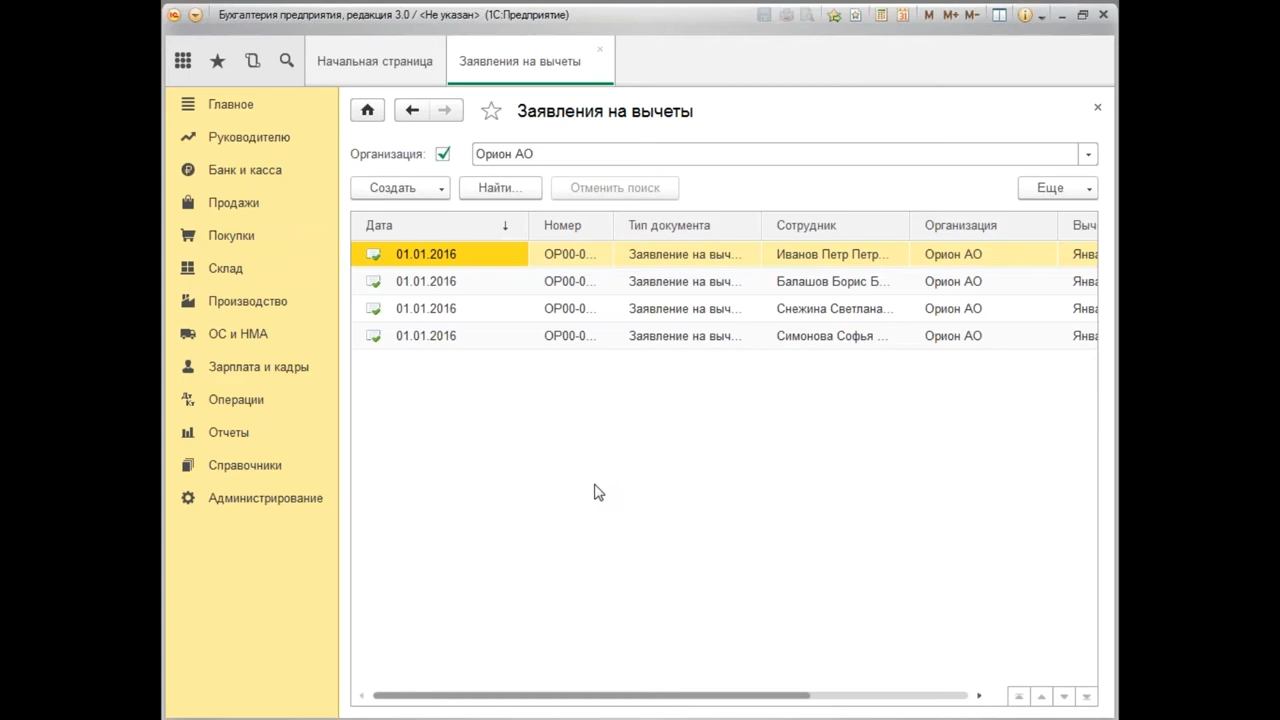 Бухгалтерия предприятия, редакция 3.0 / <Не указан> (1С:Предприятие)
M M+ M-
Начальная страница
Заявления на вычеты
Главное
Руководителю
Банк и касса
Продажи
Покупки
Склад
Производство
ОС и НМА
Зарплата и кадры
Операции
Отчеты
Справочники
Администрирование
Заявления на вычеты
Организация: Орион АО
Создать Найти... Отменить поиск Еще
Дата Номер Тип документа Сотрудник Организация Выч
01.01.2016 ОР00-0... Заявление на выч... Иванов Петр Петр... Орион АО Янва
01.01.2016 ОР00-0... Заявление на выч... Балашов Борис Б... Орион АО Янва
01.01.2016 ОР00-0... Заявление на выч... Снежина Светлана... Орион АО Янва
01.01.2016 ОР00-0... Заявление на выч... Симонова Софья ... Орион АО Янва